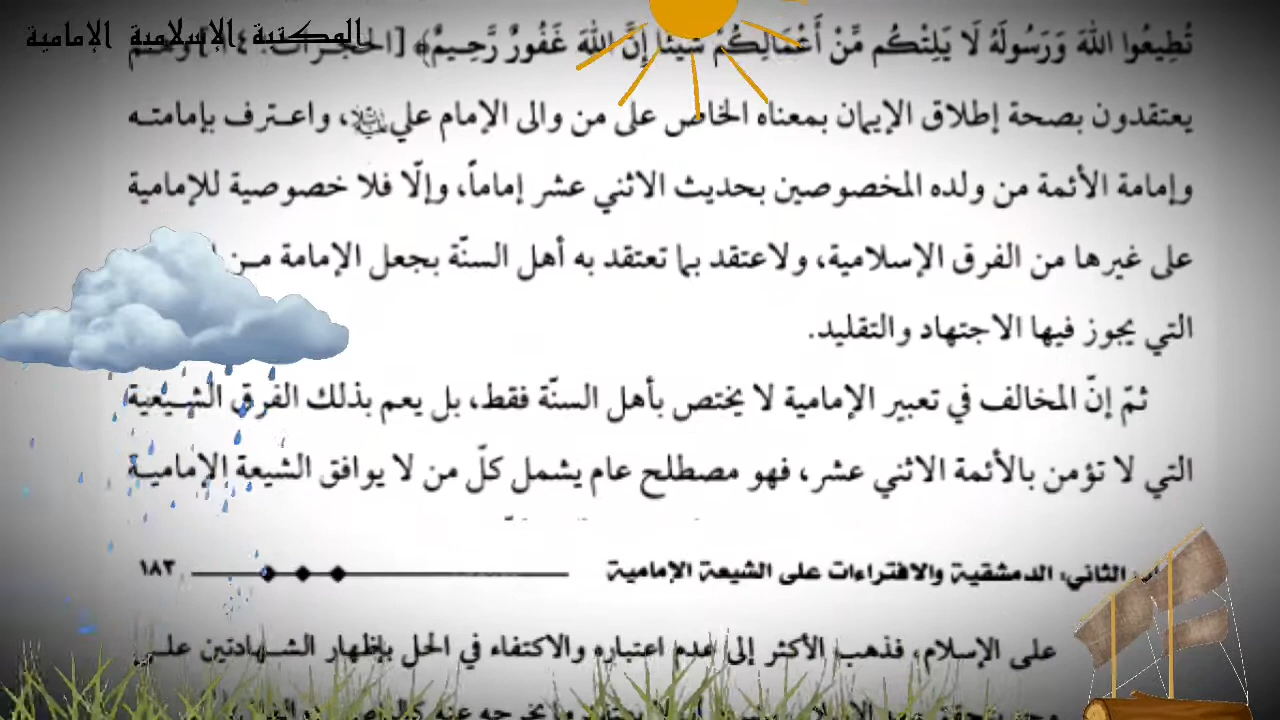 المكتبة الإسلامية الإمامية
تُطِيعُوا اللهَ وَرَسُولَهُ لَا يَلِتْكُم مِّنْ أَعْمَالِكُمْ شَيْئًا إِنَّ اللهَ غَفُورٌ رَّحِيمٌ﴾ [الحجرات:
يعتقدون بصحة إطلاق الإيمان بمعناه الخاص على من والى الإمام علي، واعترف بإمامته
وإمامة الأئمة من ولده المخصوصين بحديث الاثني عشر إماماً، وإلّا فلا خصوصية للإمامية
على غيرها من الفرق الإسلامية، ولاعتقد بما تعتقد به أهل السنّة بجعل الإمامة مـن
التي يجوز فيها الاجتهاد والتقليد.
ثمّ إنّ المخالف في تعبير الإمامية لا يختص بأهل السنّة فقط، بل يعم بذلك الفرق الشيعية
التي لا تؤمن بالأئمة الاثني عشر، فهو مصطلح عام يشمل كلّ من لا يوافق الشيعة الإمامية
الثاني: الدمشقية والافتراءات على الشيعة الإمامية ١٨٣
على الإسلام، فذهب الأكثر إلى عدم اعتباره والاكتفاء في الحل بإظهار الشهادتين على